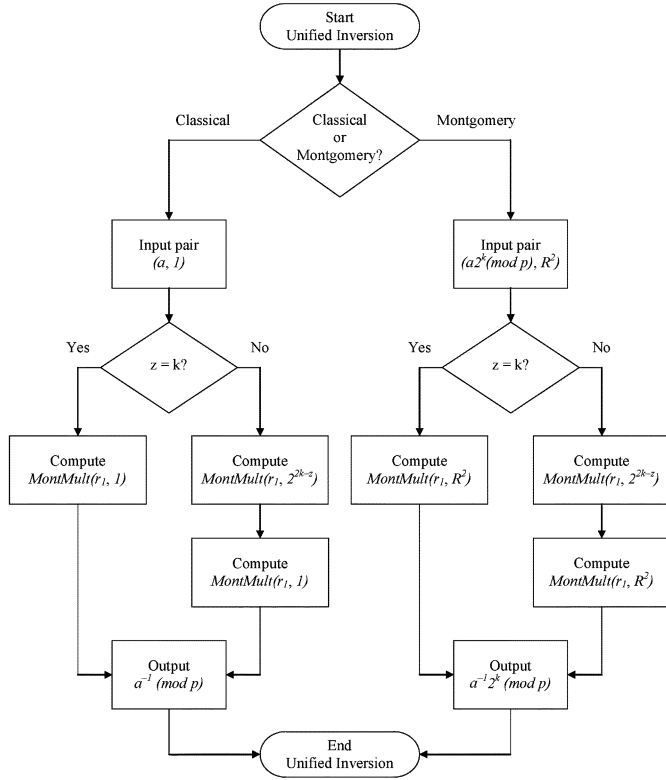 Start
Unified Inversion
Classical
Classical
or
Montgomery?
Montgomery
Input pair
(a, 1)
Input pair
(a2^k(mod p), R^2)
Yes
z = k?
No
Yes
z = k?
No
Compute
MontMult(r₁, 1)
Compute
MontMult(r₁, 2^{2k–z})
Compute
MontMult(r₁, R^2)
Compute
MontMult(r₁, 2^{2k–z})
Compute
MontMult(r₁, 1)
Compute
MontMult(r₁, R^2)
Output
a^{–1} (mod p)
Output
a^{–1}2^k (mod p)
End
Unified Inversion